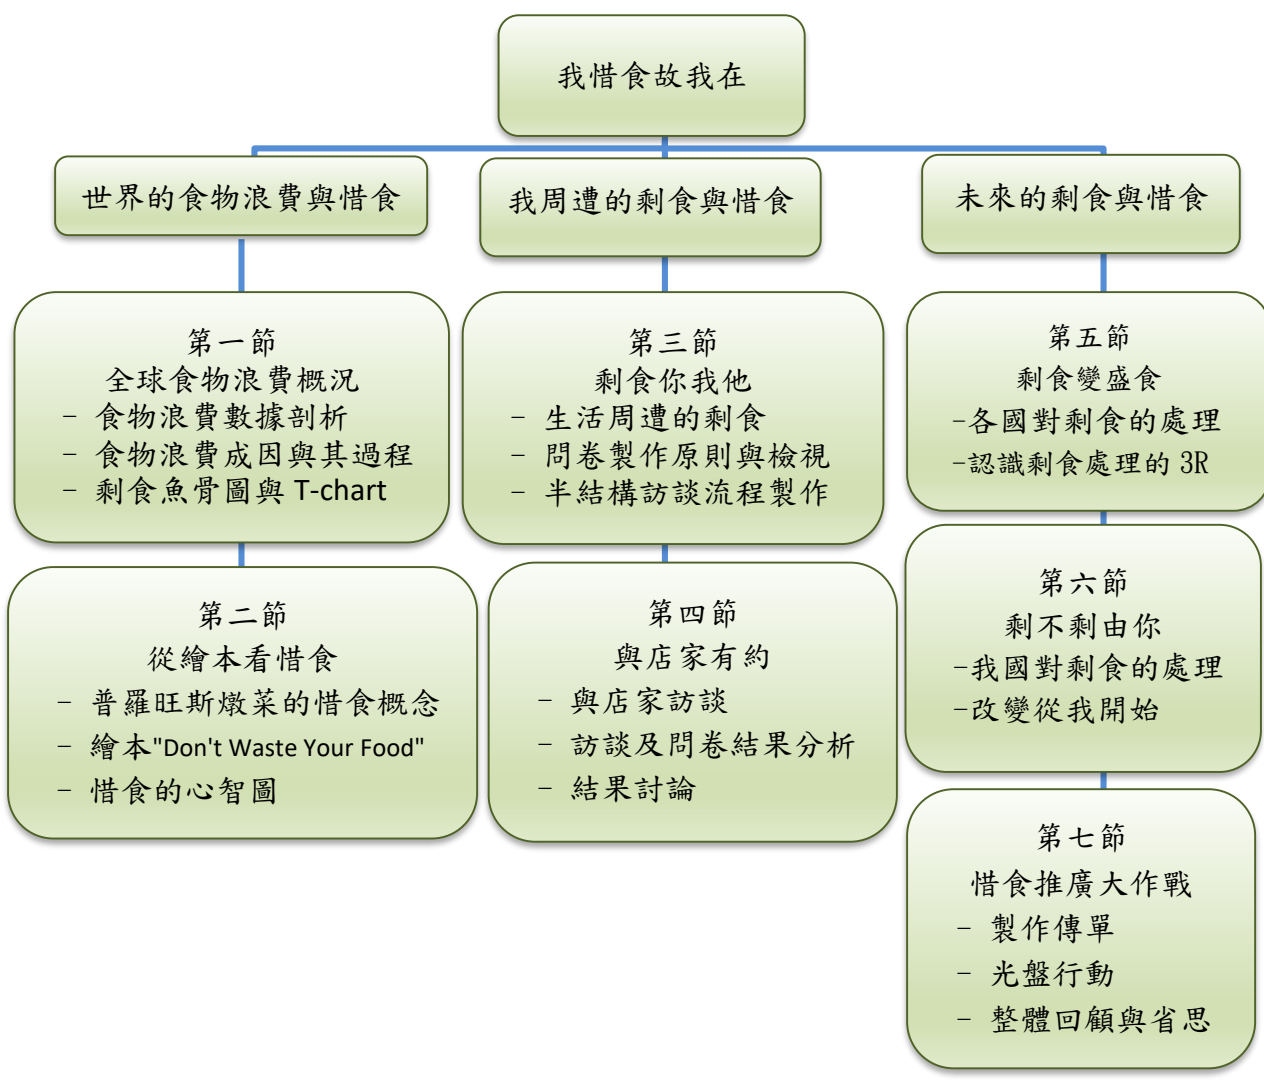 我惜食故我在
世界的食物浪費與惜食
我周遭的剩食與惜食
未來的剩食與惜食
第一節
全球食物浪費概況
- 食物浪費數據剖析
- 食物浪費成因與其過程
- 剩食魚骨圖與 T-chart
第二節
從繪本看惜食
- 普羅旺斯燉菜的惜食概念
- 繪本"Don't Waste Your Food"
- 惜食的心智圖
第三節
剩食你我他
- 生活周遭的剩食
- 問卷製作原則與檢視
- 半結構訪談流程製作
第四節
與店家有約
- 與店家訪談
- 訪談及問卷結果分析
- 結果討論
第五節
剩食變盛食
-各國對剩食的處理
-認識剩食處理的 3R
第六節
剩不剩由你
-我國對剩食的處理
-改變從我開始
第七節
惜食推廣大作戰
- 製作傳單
- 光盤行動
- 整體回顧與省思